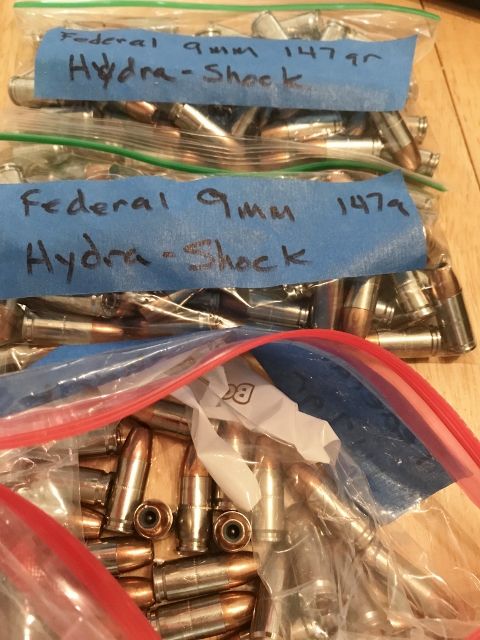 Federal 9mm 147gr
Hydra-Shock
Federal 9mm 147g
Hydra-Shock